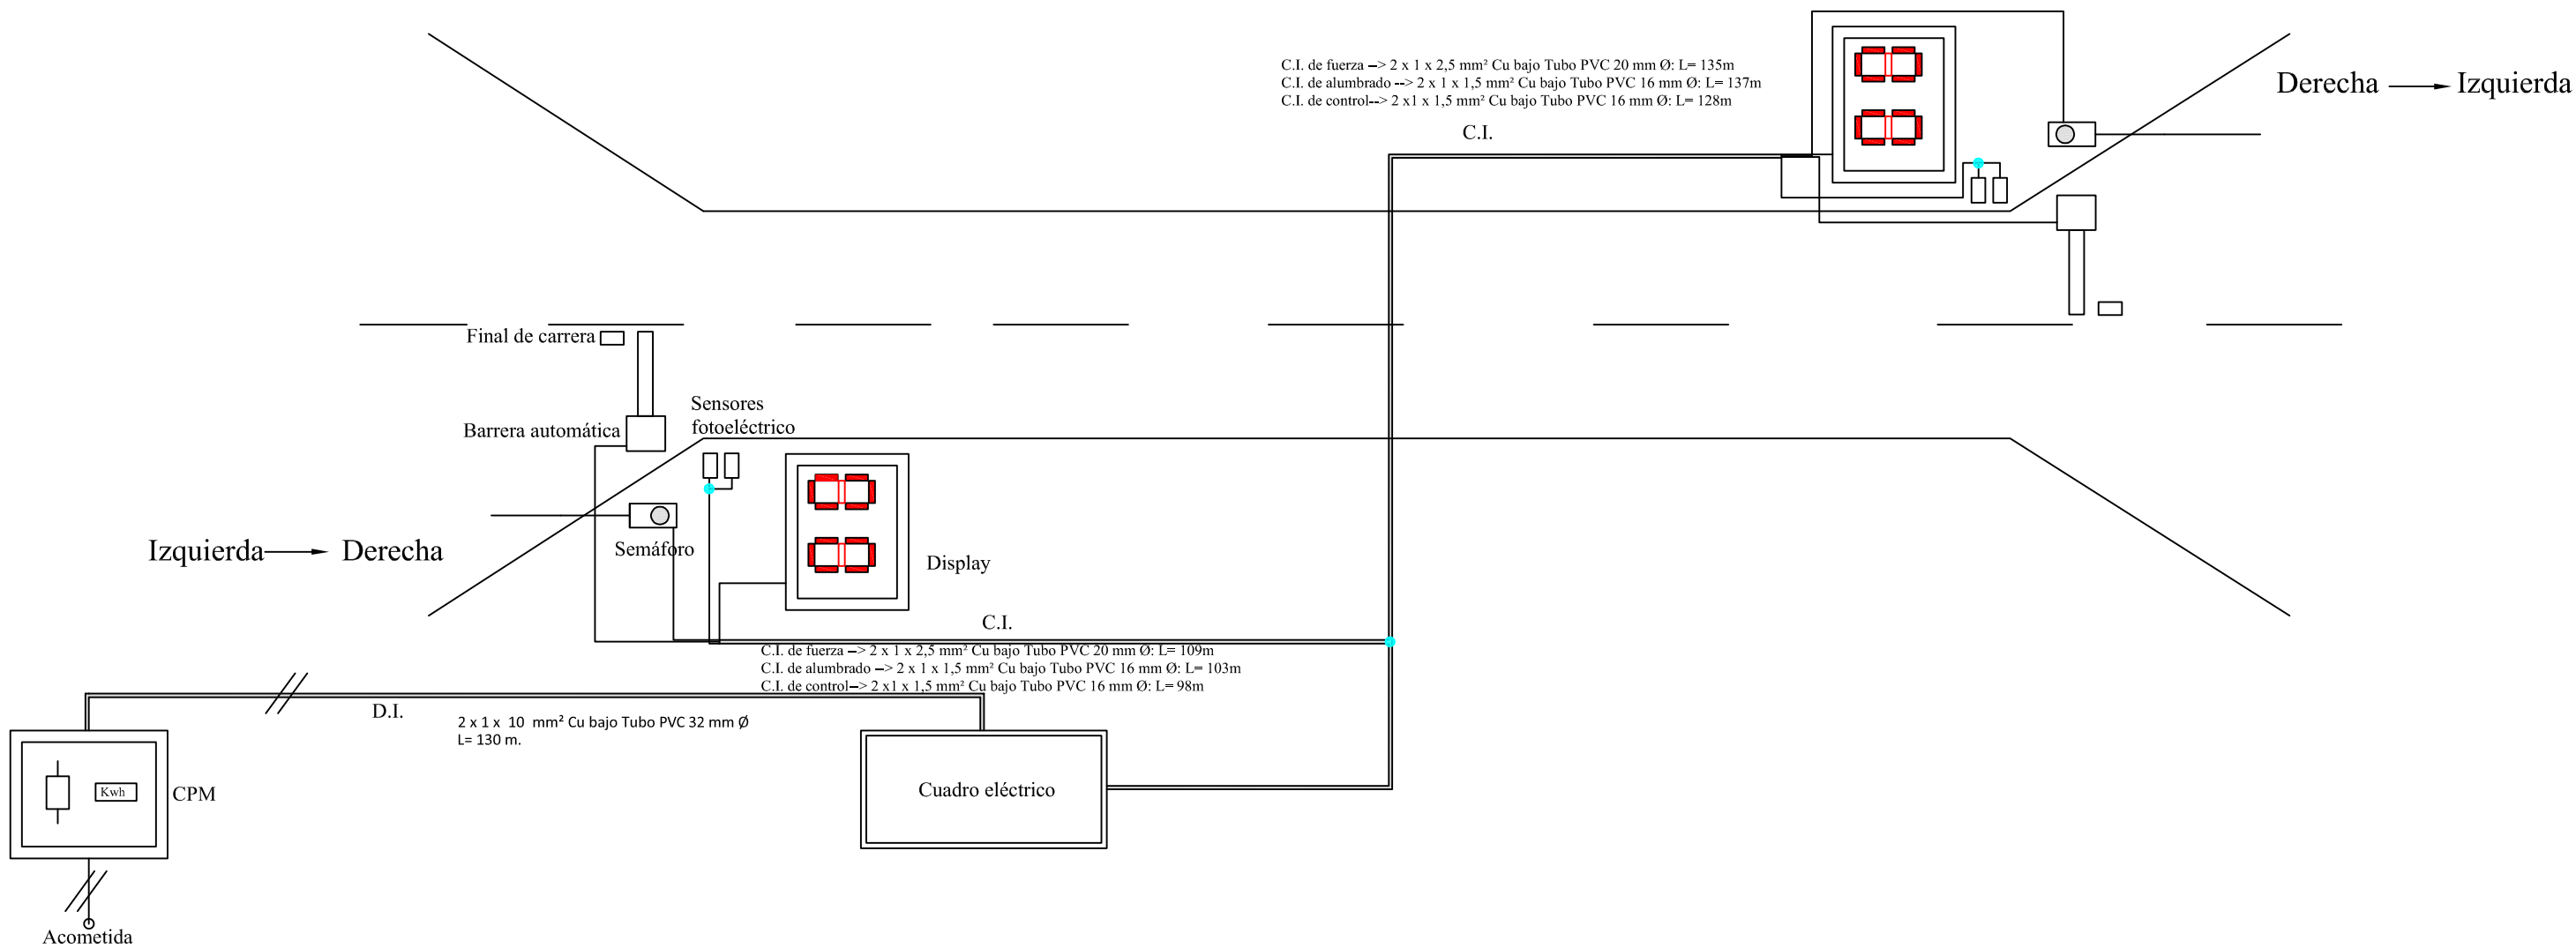 C.I. de fuerza --> 2 x 1 x 2,5 mm² Cu bajo Tubo PVC 20 mm Ø: L= 135m
C.I. de alumbrado --> 2 x 1 x 1,5 mm² Cu bajo Tubo PVC 16 mm Ø: L= 137m
C.I. de control--> 2 x1 x 1,5 mm² Cu bajo Tubo PVC 16 mm Ø: L= 128m
C.I.
Derecha Izquierda
Final de carrera
Sensores
fotoeléctrico
Barrera automática
Semáforo
Izquierda Derecha
Display
C.I.
C.I. de fuerza --> 2 x 1 x 2,5 mm² Cu bajo Tubo PVC 20 mm Ø: L= 109m
C.I. de alumbrado --> 2 x 1 x 1,5 mm² Cu bajo Tubo PVC 16 mm Ø: L= 103m
C.I. de control--> 2 x1 x 1,5 mm² Cu bajo Tubo PVC 16 mm Ø: L= 98m
D.I.
2 x 1 x 10 mm² Cu bajo Tubo PVC 32 mm Ø
L= 130 m.
Kwh
CPM
Cuadro eléctrico
Acometida